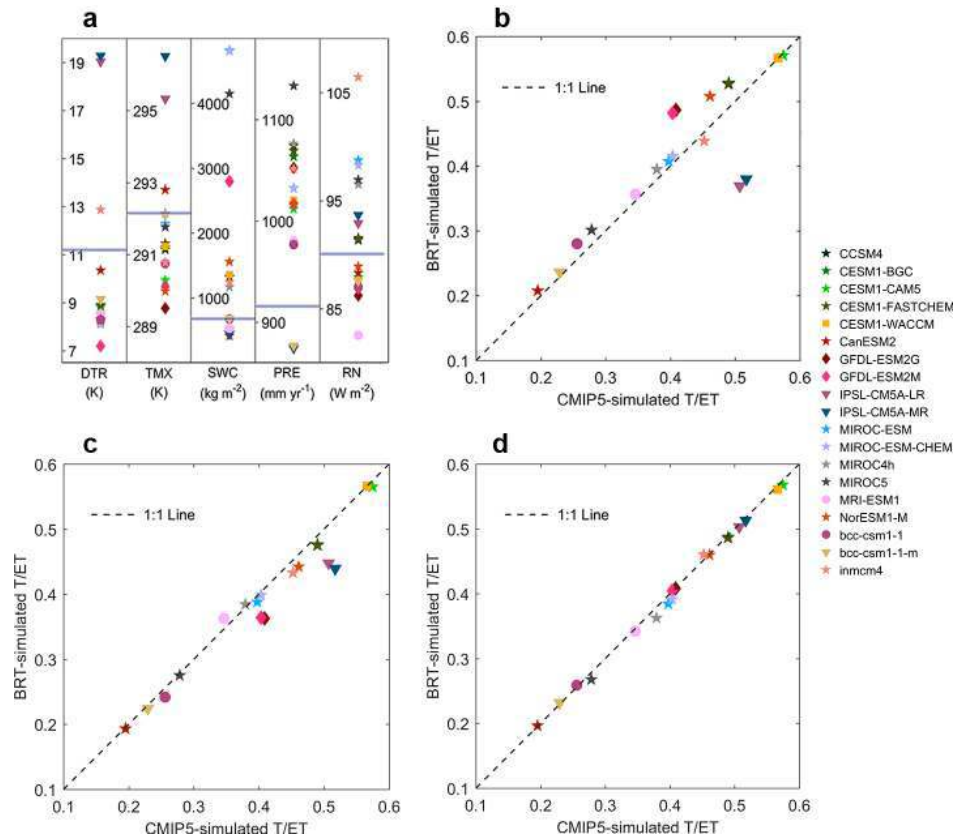 a
19
17
15
13
11
9
7
295
293
291
289
4000
3000
2000
1000
1100
1000
900
105
95
85
DTR
(K)
TMX
(K)
SWC
(kg m-2)
PRE
(mm yr-1)
RN
(W m-2)
b
0.6
0.5
0.4
0.3
0.2
0.1
BRT-simulated T/ET
1:1 Line
0.1 0.2 0.3 0.4 0.5 0.6
CMIP5-simulated T/ET
c
0.6
0.5
0.4
0.3
0.2
0.1
BRT-simulated T/ET
1:1 Line
0.1 0.2 0.3 0.4 0.5 0.6
CMIP5-simulated T/ET
d
0.6
0.5
0.4
0.3
0.2
0.1
BRT-simulated T/ET
1:1 Line
0.1 0.2 0.3 0.4 0.5 0.6
CMIP5-simulated T/ET
CCSM4
CESM1-BGC
CESM1-CAM5
CESM1-FASTCHEM
CESM1-WACCM
CanESM2
GFDL-ESM2G
GFDL-ESM2M
IPSL-CM5A-LR
IPSL-CM5A-MR
MIROC-ESM
MIROC-ESM-CHEM
MIROC4h
MIROC5
MRI-ESM1
NorESM1-M
bcc-csm1-1
bcc-csm1-1-m
inmcm4